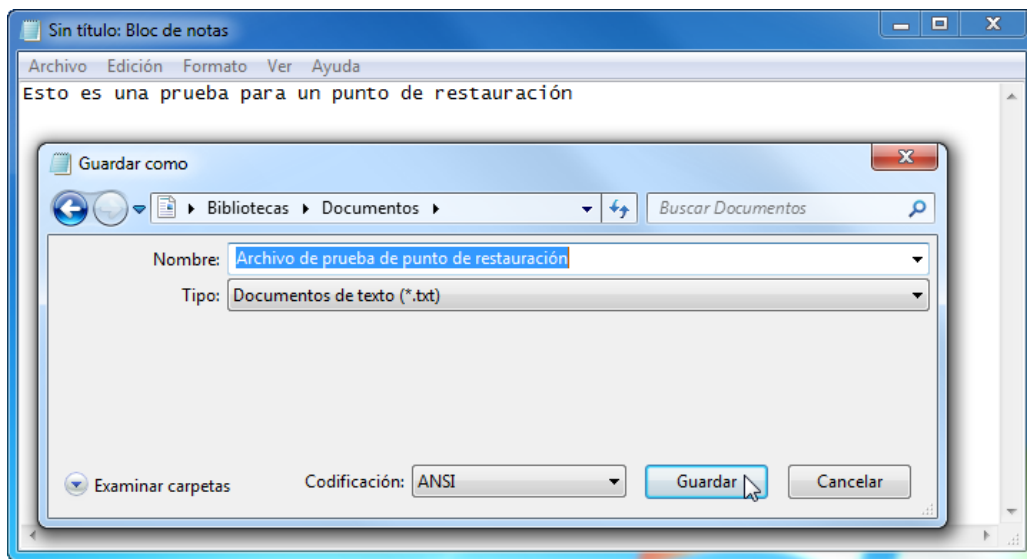 Sin título: Bloc de notas
Archivo Edición Formato Ver Ayuda
Esto es una prueba para un punto de restauración
Guardar como
Bibliotecas Documentos Buscar Documentos
Nombre: Archivo de prueba de punto de restauración
Tipo: Documentos de texto (*.txt)
Examinar carpetas Codificación: ANSI Guardar Cancelar